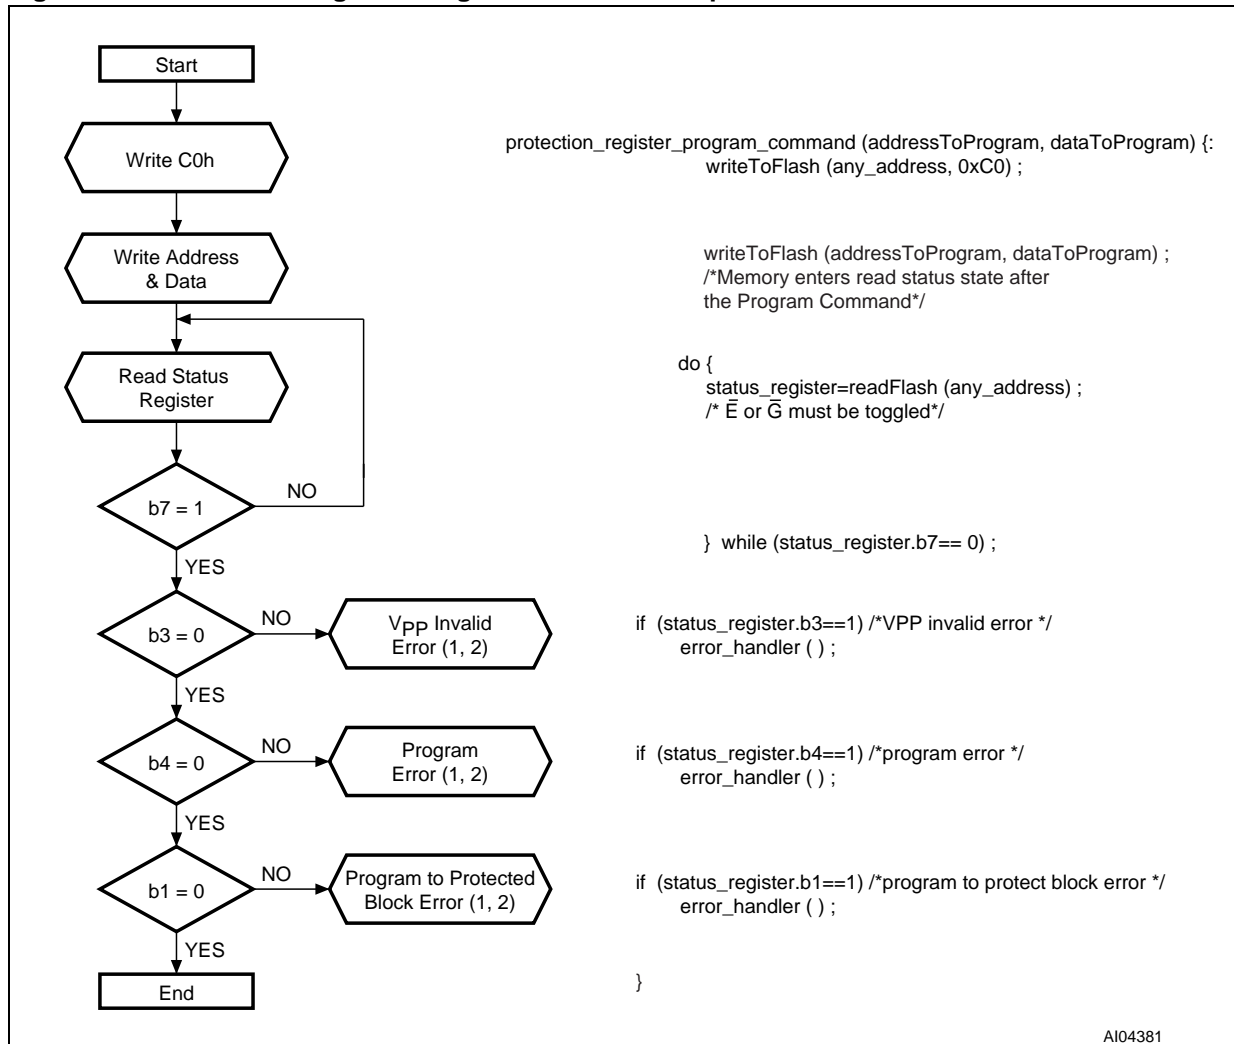 Start
Write C0h
protection_register_program_command (addressToProgram, dataToProgram) {:
writeToFlash (any_address, 0xC0) ;
Write Address
& Data
writeToFlash (addressToProgram, dataToProgram) ;
/*Memory enters read status state after
the Program Command*/
Read Status
Register
do {
status_register=readFlash (any_address) ;
/* E̅ or G̅ must be toggled*/
b7 = 1
NO
} while (status_register.b7== 0) ;
YES
b3 = 0
NO
VPP Invalid
Error (1, 2)
if (status_register.b3==1) /*VPP invalid error */
error_handler ( ) ;
YES
b4 = 0
NO
Program
Error (1, 2)
if (status_register.b4==1) /*program error */
error_handler ( ) ;
YES
b1 = 0
NO
Program to Protected
Block Error (1, 2)
if (status_register.b1==1) /*program to protect block error */
error_handler ( ) ;
YES
End
}
AI04381